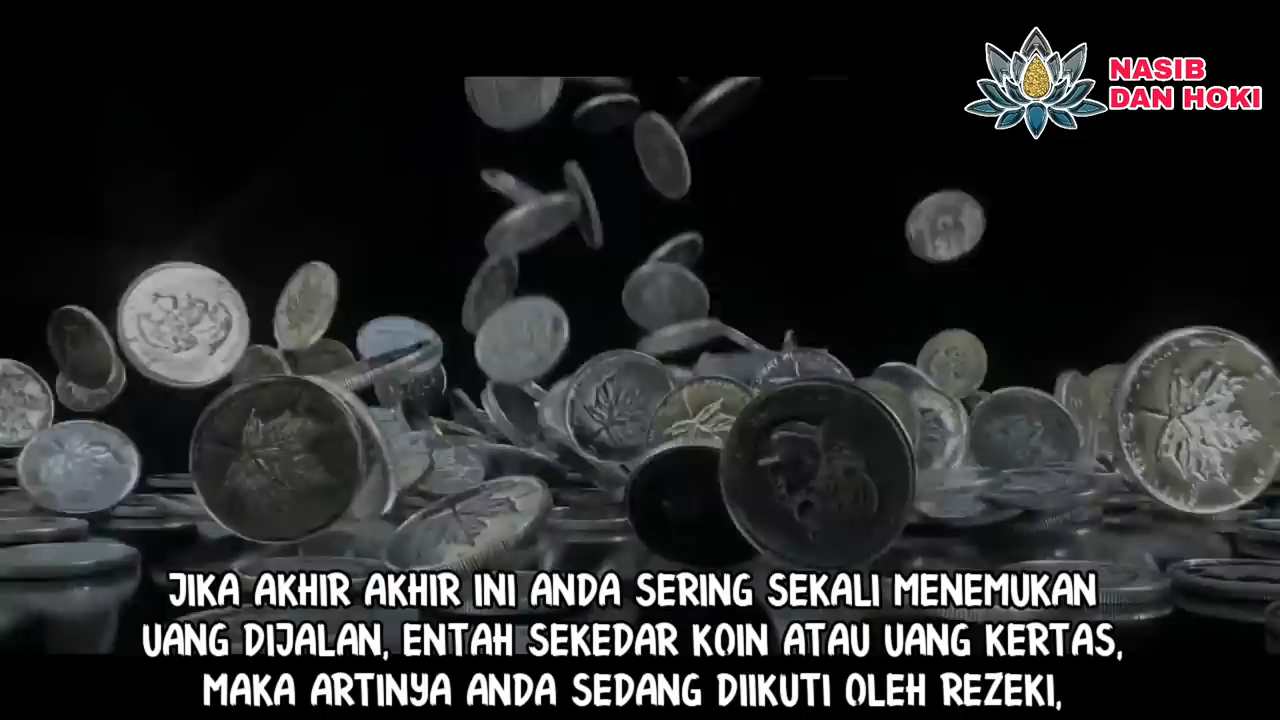 NASIB
DAN HOKI
JIKA AKHIR AKHIR INI ANDA SERING SEKALI MENEMUKAN
UANG DIJALAN, ENTAH SEKEDAR KOIN ATAU UANG KERTAS,
MAKA ARTINYA ANDA SEDANG DIIKUTI OLEH REZEKI,